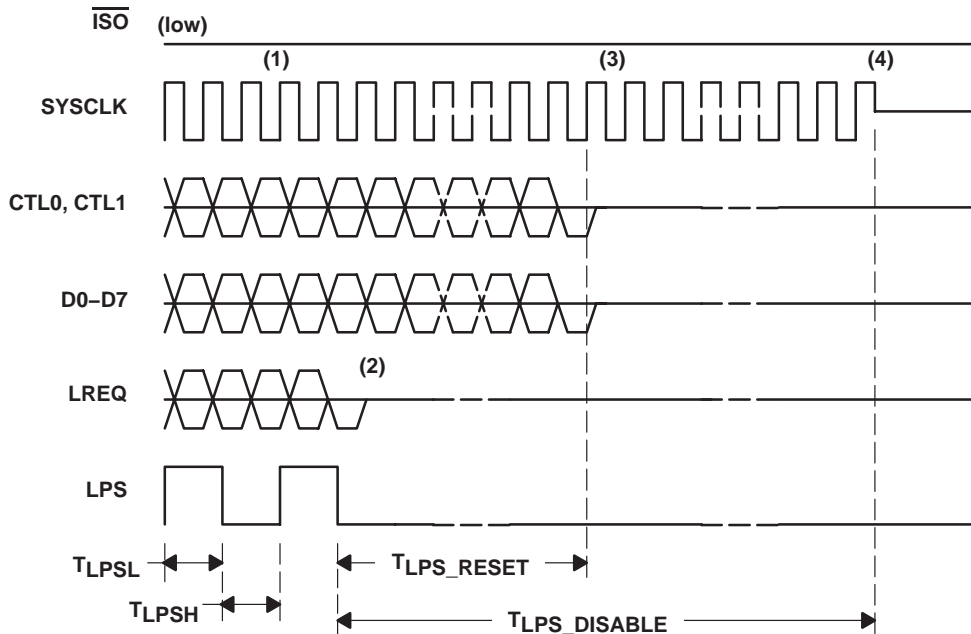 ISO (low)
(1) (3) (4)
SYSCLK
CTL0, CTL1
D0–D7
(2)
LREQ
LPS
TLPSL TLPS_RESET
TLPSH TLPS_DISABLE